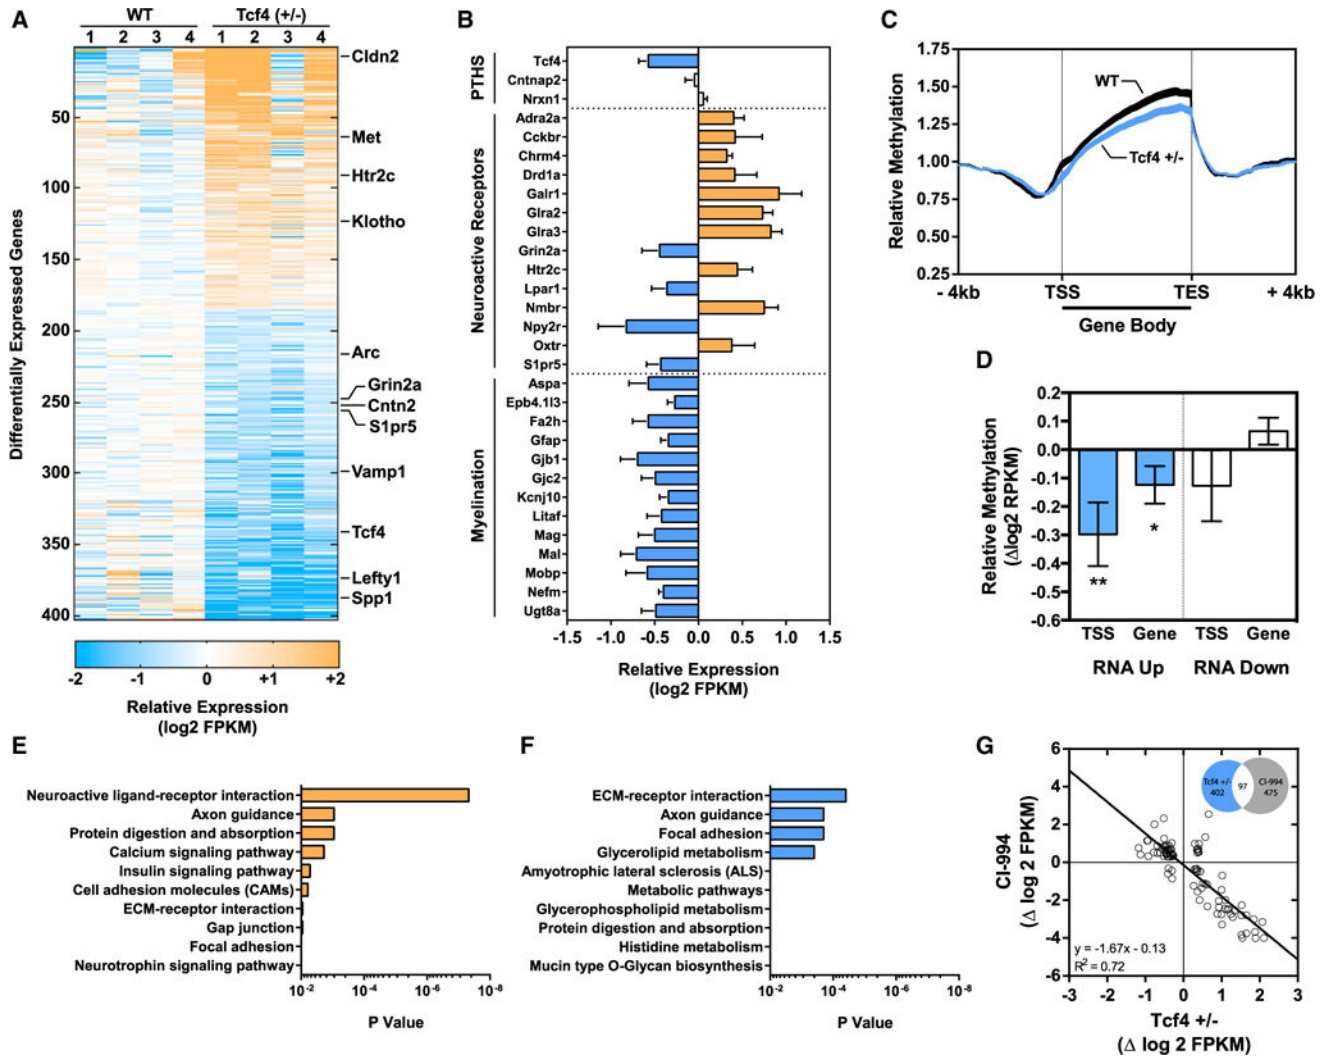 A
WT
Tcf4 (+/-)
1 2 3 4 1 2 3 4
Differentially Expressed Genes
50
100
150
200
250
300
350
400
Cldn2
Met
Htr2c
Klotho
Arc
Grin2a
Cntn2
S1pr5
Vamp1
Tcf4
Lefty1
Spp1
-2 -1 0 +1 +2
Relative Expression
(log2 FPKM)
B
PTHS
Neuroactive Receptors
Myelination
Tcf4
Cntnap2
Nrxn1
Adra2a
Cckbr
Chrm4
Drd1a
Galr1
Glra2
Glra3
Grin2a
Htr2c
Lpar1
Nmbr
Npy2r
Oxtr
S1pr5
Aspa
Epb4.1l3
Fa2h
Gfap
Gjb1
Gjc2
Kcnj10
Litaf
Mag
Mal
Mobp
Nefm
Ugt8a
-1.5 -1.0 -0.5 0.0 0.5 1.0 1.5
Relative Expression
(log2 FPKM)
C
Relative Methylation
1.75
1.50
1.25
1.00
0.75
0.50
0.25
WT
Tcf4 +/-
- 4kb TSS TES + 4kb
Gene Body
D
Relative Methylation
(Δlog2 RPKM)
0.2
0.1
-0.0
-0.1
-0.2
-0.3
-0.4
-0.5
-0.6
**
*
TSS Gene TSS Gene
RNA Up RNA Down
E
Neuroactive ligand-receptor interaction
Axon guidance
Protein digestion and absorption
Calcium signaling pathway
Insulin signaling pathway
Cell adhesion molecules (CAMs)
ECM-receptor interaction
Gap junction
Focal adhesion
Neurotrophin signaling pathway
10-2 10-4 10-6 10-8
P Value
F
ECM-receptor interaction
Axon guidance
Focal adhesion
Glycerolipid metabolism
Amyotrophic lateral sclerosis (ALS)
Metabolic pathways
Glycerophospholipid metabolism
Protein digestion and absorption
Histidine metabolism
Mucin type O-Glycan biosynthesis
10-2 10-4 10-6 10-8
P Value
G
CI-994
(Δ log 2 FPKM)
6
4
2
0
-2
-4
-6
Tcf4 +/-
402
97
CI-994
475
y = -1.67x - 0.13
R2 = 0.72
-3 -2 -1 0 1 2 3
Tcf4 +/-
(Δ log 2 FPKM)